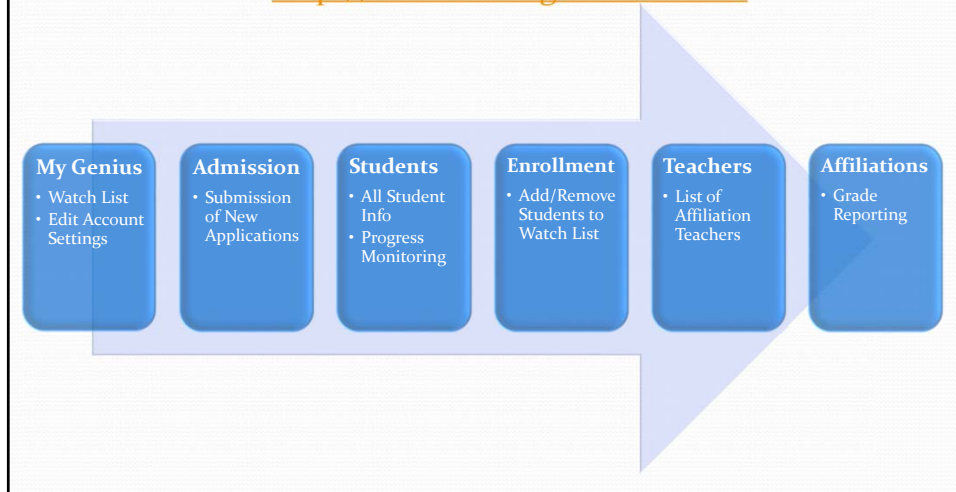 My Genius
• Watch List
• Edit Account
Settings
Admission
• Submission
of New
Applications
Students
• All Student
Info
• Progress
Monitoring
Enrollment
• Add/Remove
Students to
Watch List
Teachers
• List of
Affiliation
Teachers
Affiliations
• Grade
Reporting